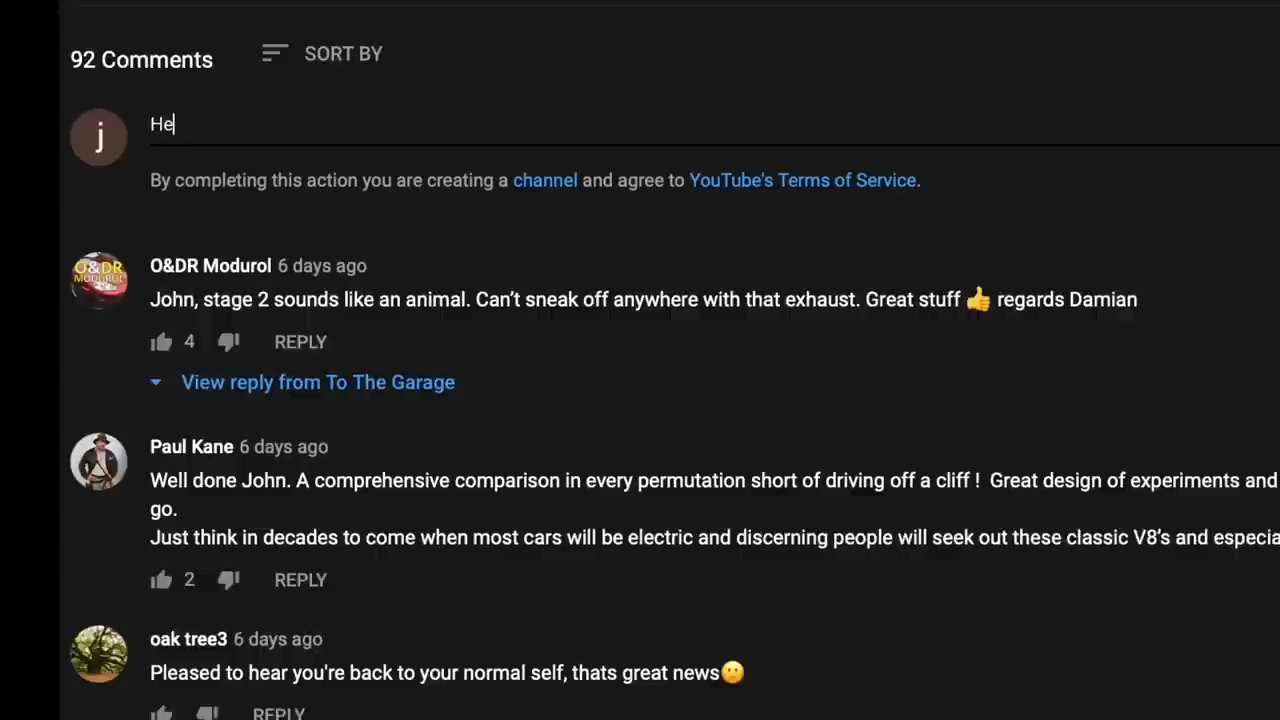 92 Comments
SORT BY
j
He
By completing this action you are creating a channel and agree to YouTube's Terms of Service.
O&DR
MODUROL
O&DR Modurol 6 days ago
John, stage 2 sounds like an animal. Can’t sneak off anywhere with that exhaust. Great stuff 👍 regards Damian
4 REPLY
View reply from To The Garage
Paul Kane 6 days ago
Well done John. A comprehensive comparison in every permutation short of driving off a cliff ! Great design of experiments and
go.
Just think in decades to come when most cars will be electric and discerning people will seek out these classic V8’s and especia
2 REPLY
oak tree3 6 days ago
Pleased to hear you're back to your normal self, thats great news🙂
REPLY